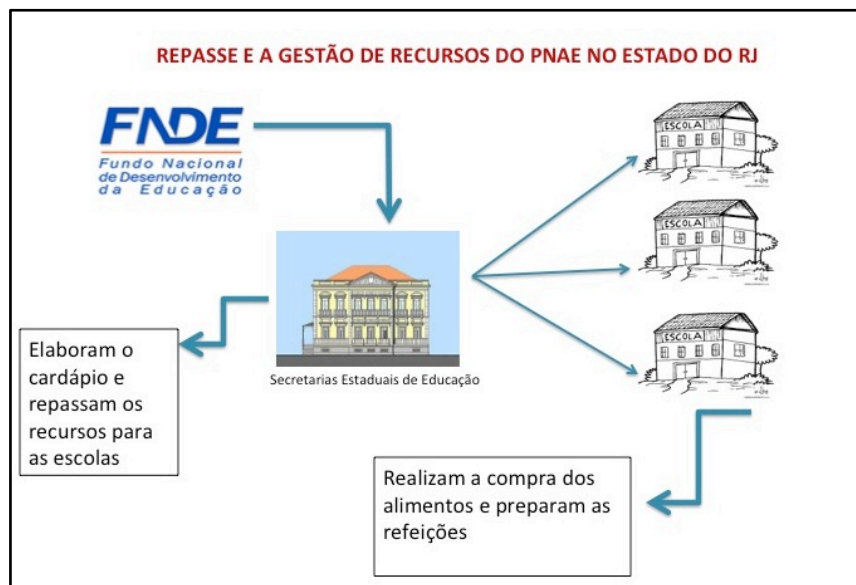 REPASSE E A GESTÃO DE RECURSOS DO PNAE NO ESTADO DO RJ
FNDE
Fundo Nacional
de Desenvolvimento
da Educação
ESCOLA
ESCOLA
ESCOLA
Secretarias Estaduais de Educação
Elaboram o
cardápio e
repassam os
recursos para
as escolas
Realizam a compra dos
alimentos e preparam as
refeições